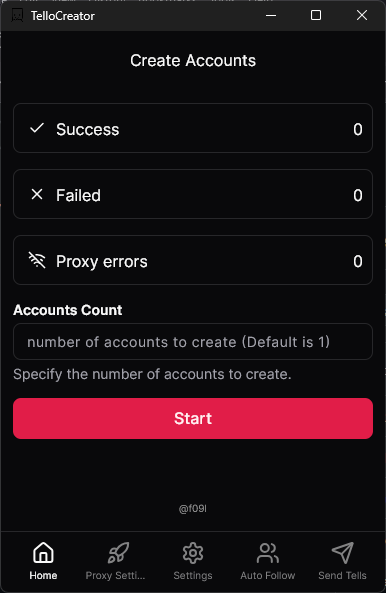 TelloCreator
Create Accounts
Success 0
Failed 0
Proxy errors 0
Accounts Count
number of accounts to create (Default is 1)
Specify the number of accounts to create.
Start
@f09l
Home Proxy Setti... Settings Auto Follow Send Tells